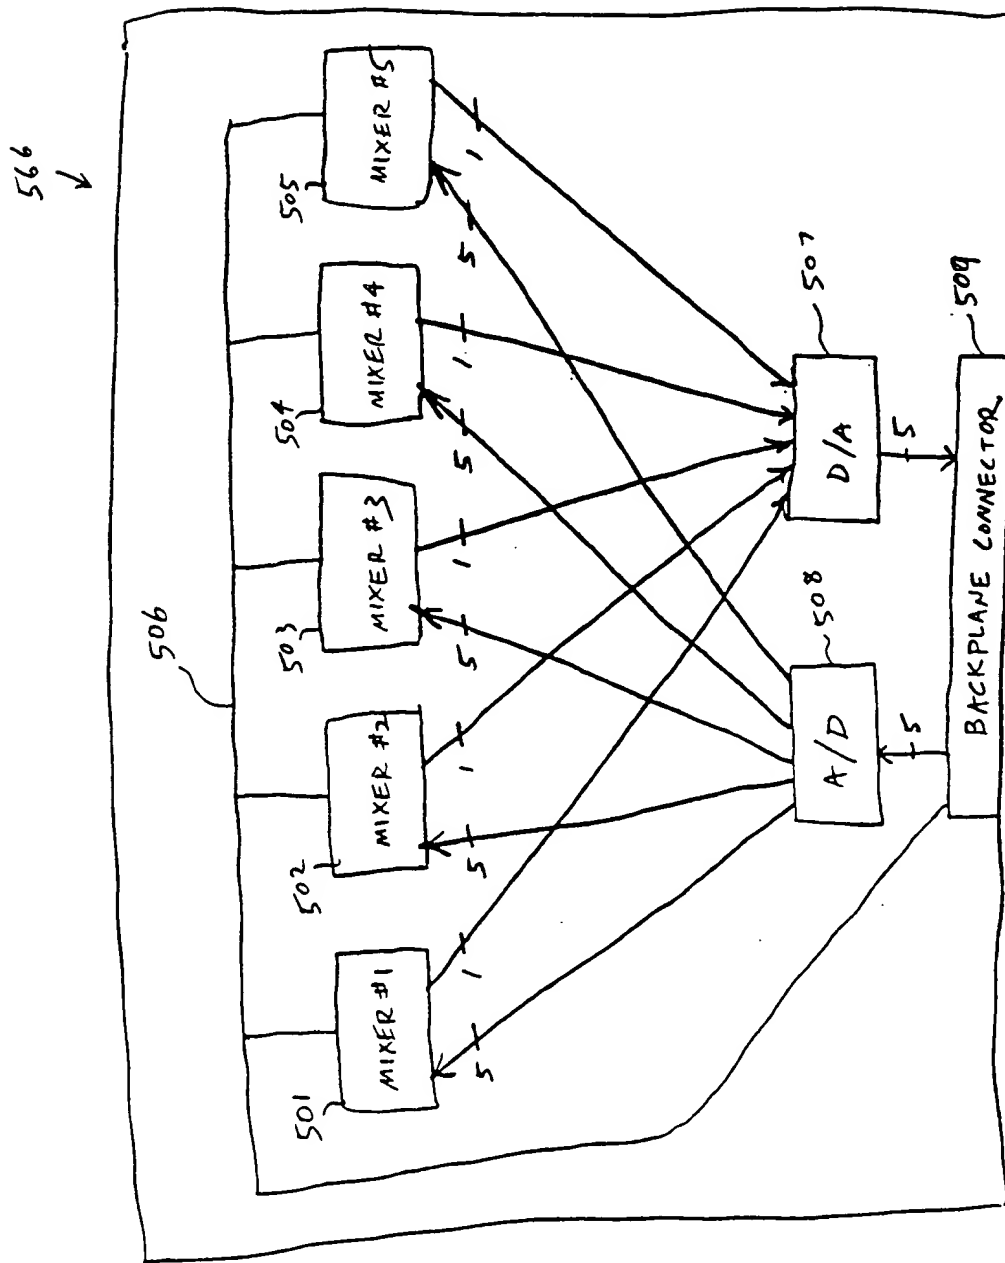 566
506
501
MIXER #1
502
MIXER #2
503
MIXER #3
504
MIXER #4
505
MIXER #5
5
1
5
1
5
1
5
1
5
1
A/D
508
D/A
507
5
5
BACKPLANE CONNECTOR
509